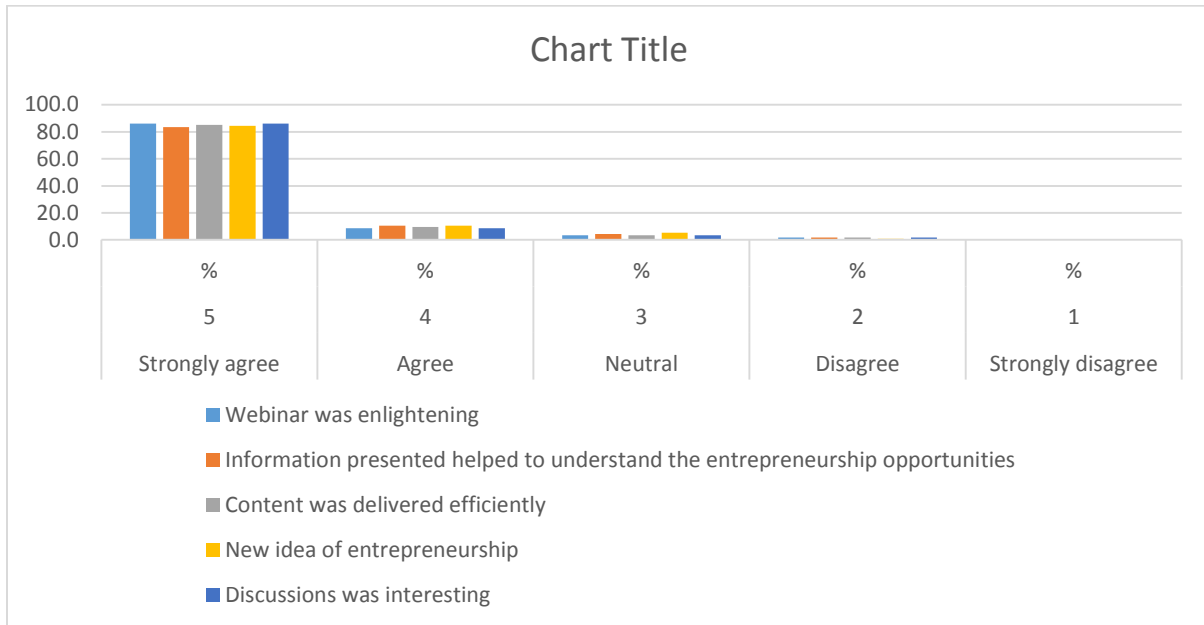 Chart Title
100.0
80.0
60.0
40.0
20.0
0.0
% % % % %
5 4 3 2 1
Strongly agree Agree Neutral Disagree Strongly disagree
Webinar was enlightening
Information presented helped to understand the entrepreneurship opportunities
Content was delivered efficiently
New idea of entrepreneurship
Discussions was interesting